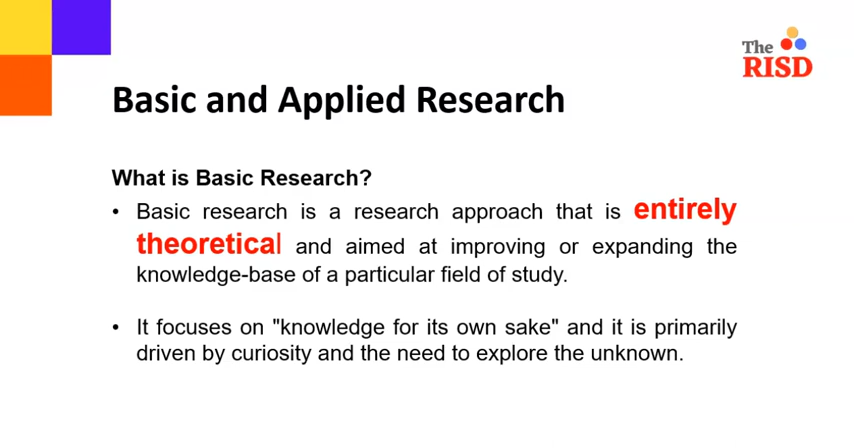 The
RISD
Basic and Applied Research
What is Basic Research?
• Basic research is a research approach that is entirely
theoretical and aimed at improving or expanding the
knowledge-base of a particular field of study.
• It focuses on "knowledge for its own sake" and it is primarily
driven by curiosity and the need to explore the unknown.